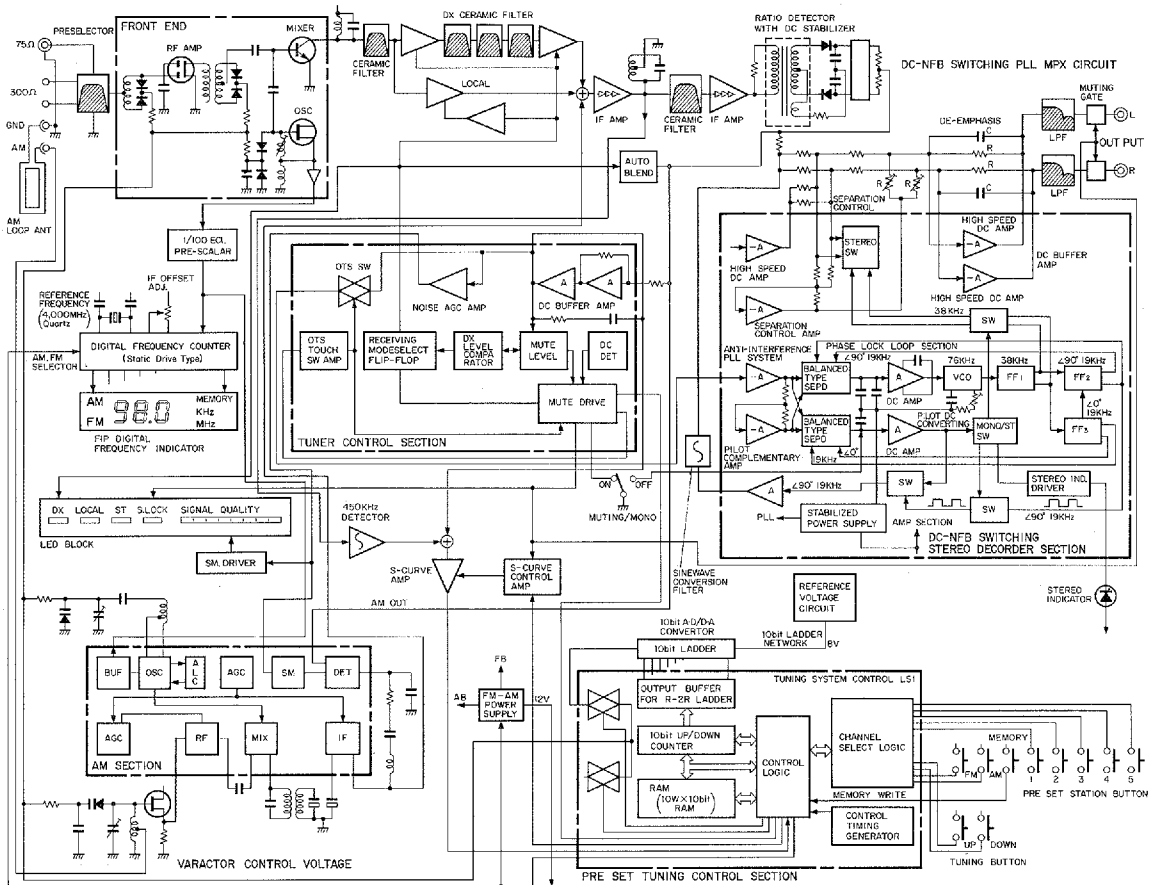 FRONT END
PRESELECTOR
75Ω
300Ω
GND
AM
AM
LOOP ANT
RF AMP
MIXER
OSC
CERAMIC
FILTER
DX CERAMIC FILTER
LOCAL
IF AMP
CERAMIC
FILTER
IF AMP
RATIO DETECTOR
WITH DC STABILIZER
DC-NFB SWITCHING PLL MPX CIRCUIT
MUTING
GATE
L
OUT PUT
R
LPF
LPF
DE-EMPHASIS
C
R
R
C
R
R
SEPARATION
CONTROL
AUTO
BLEND
1/100 ECL
PRE-SCALAR
IF OFFSET
ADJ.
REFERENCE
FREQUENCY
(4,000MHz)
Quartz
DIGITAL FREQUENCY COUNTER
(Static Drive Type)
AM, FM
SELECTOR
AM
FM
98.0
MEMORY
KHz
MHz
FIP DIGITAL
FREQUENCY INDICATOR
OTS SW
NOISE AGC AMP
A
A
DC BUFFER AMP
OTS
TOUCH
SW AMP
RECEIVING
MODESELECT
FLIP-FLOP
DX
LEVEL
COMPA
RATOR
MUTE
LEVEL
DC
DET
MUTE DRIVE
TUNER CONTROL SECTION
ON
OFF
MUTING/MONO
-A
HIGH SPEED
DC AMP
STEREO
SW
-A
HIGH SPEED
DC AMP
DC BUFFER
AMP
-A
HIGH SPEED DC AMP
38KHz
SW
-A
SEPARATION
CONTROL AMP
ANTI-INTERFERENCE
PLL SYSTEM
PHASE LOCK LOOP SECTION
∠90° 19KHz
76KHz
38KHz
∠90° 19KHz
-A
BALANCED
TYPE
SEPD
A
DC AMP
VCO
FF1
FF2
∠0°
19KHz
FF3
-A
BALANCED
TYPE
SEPD
A
DC AMP
PILOT DC
CONVERTING
MONO/ST
SW
PILOT
COMPLEMENTARY
AMP
19KHz
∠0°
∠90° 19KHz
A
SW
STEREO IND.
DRIVER
SW
∠90° 19KHz
PLL
STABILIZED
POWER SUPPLY
AMP SECTION
DC-NFB SWITCHING
STEREO DECORDER SECTION
SINEWAVE
CONVERSION
FILTER
STEREO
INDICATOR
DX LOCAL ST S.LOCK SIGNAL QUALITY
LED BLOCK
SM. DRIVER
450KHz
DETECTOR
S-CURVE
AMP
S-CURVE
CONTROL
AMP
AM OUT
REFERENCE
VOLTAGE
CIRCUIT
8V
10bit A-D/D-A
CONVERTOR
10bit LADDER
NETWORK
10bit LADDER
BUF
OSC
A
L
C
AGC
SM.
DET
AGC
RF
MIX
IF
AM SECTION
FB
AB
FM-AM
POWER
SUPPLY
12V
TUNING SYSTEM CONTROL LSI
OUTPUT BUFFER
FOR R-2R LADDER
10bit UP/DOWN
COUNTER
RAM
(10W×10bit
RAM)
CONTROL
LOGIC
CHANNEL
SELECT LOGIC
MEMORY WRITE
CONTROL
TIMING
GENERATOR
MEMORY
FM AM 1 2 3 4 5
PRE SET STATION BUTTON
UP DOWN
TUNING BUTTON
VARACTOR CONTROL VOLTAGE
PRE SET TUNING CONTROL SECTION